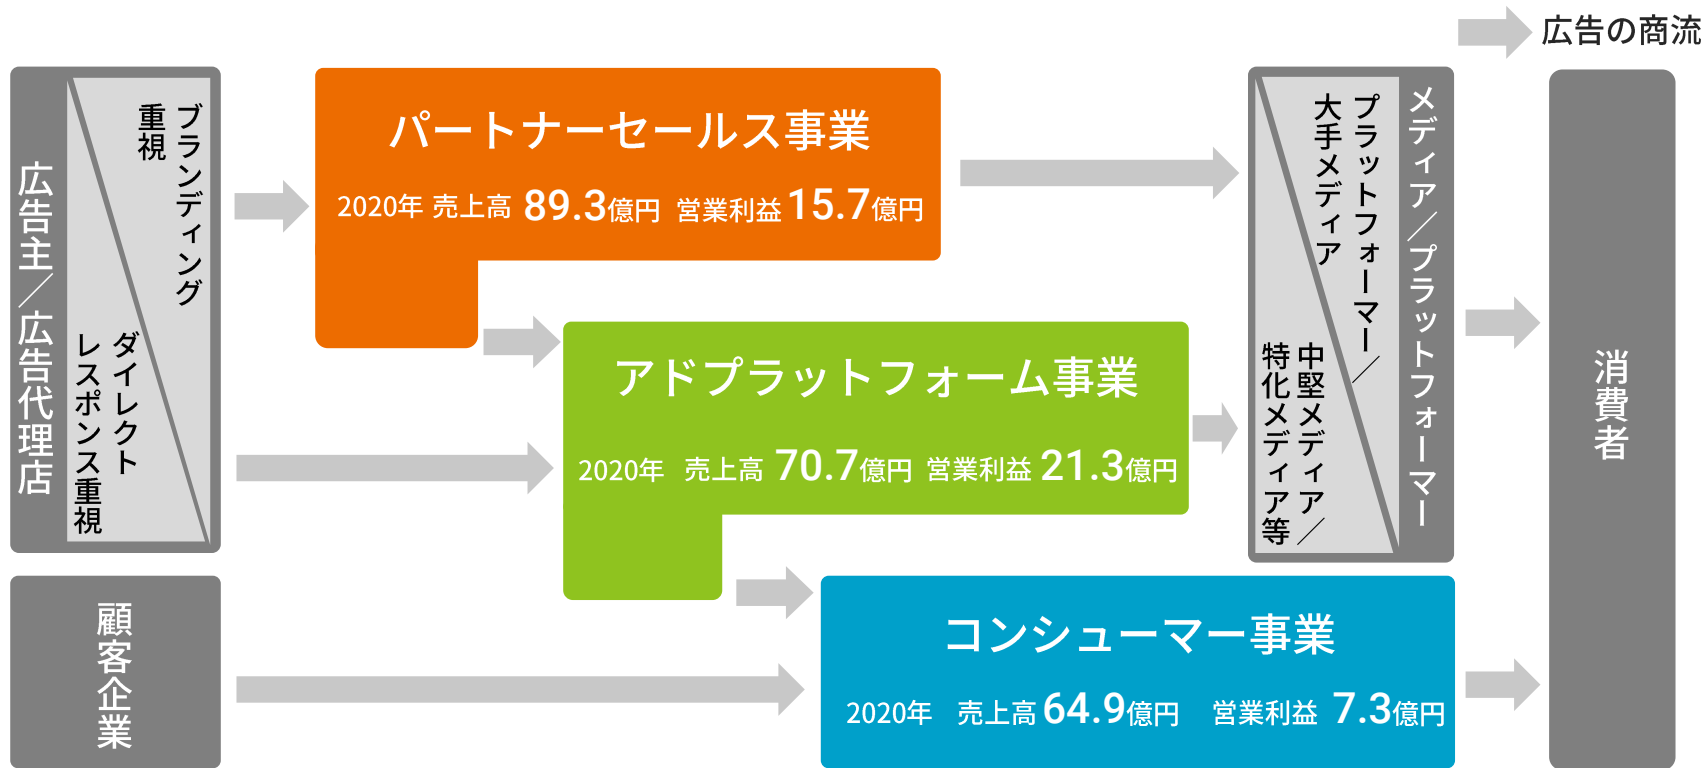 広告の商流
広告主／広告代理店
ブランディング
重視
ダイレクト
レスポンス重視
パートナーセールス事業
2020年 売上高 89.3億円 営業利益 15.7億円
アドプラットフォーム事業
2020年 売上高 70.7億円 営業利益 21.3億円
メディア／プラットフォーマー
プラットフォーマー／
大手メディア
中堅メディア／
特化メディア等
消費者
顧客企業
コンシューマー事業
2020年 売上高 64.9億円 営業利益 7.3億円